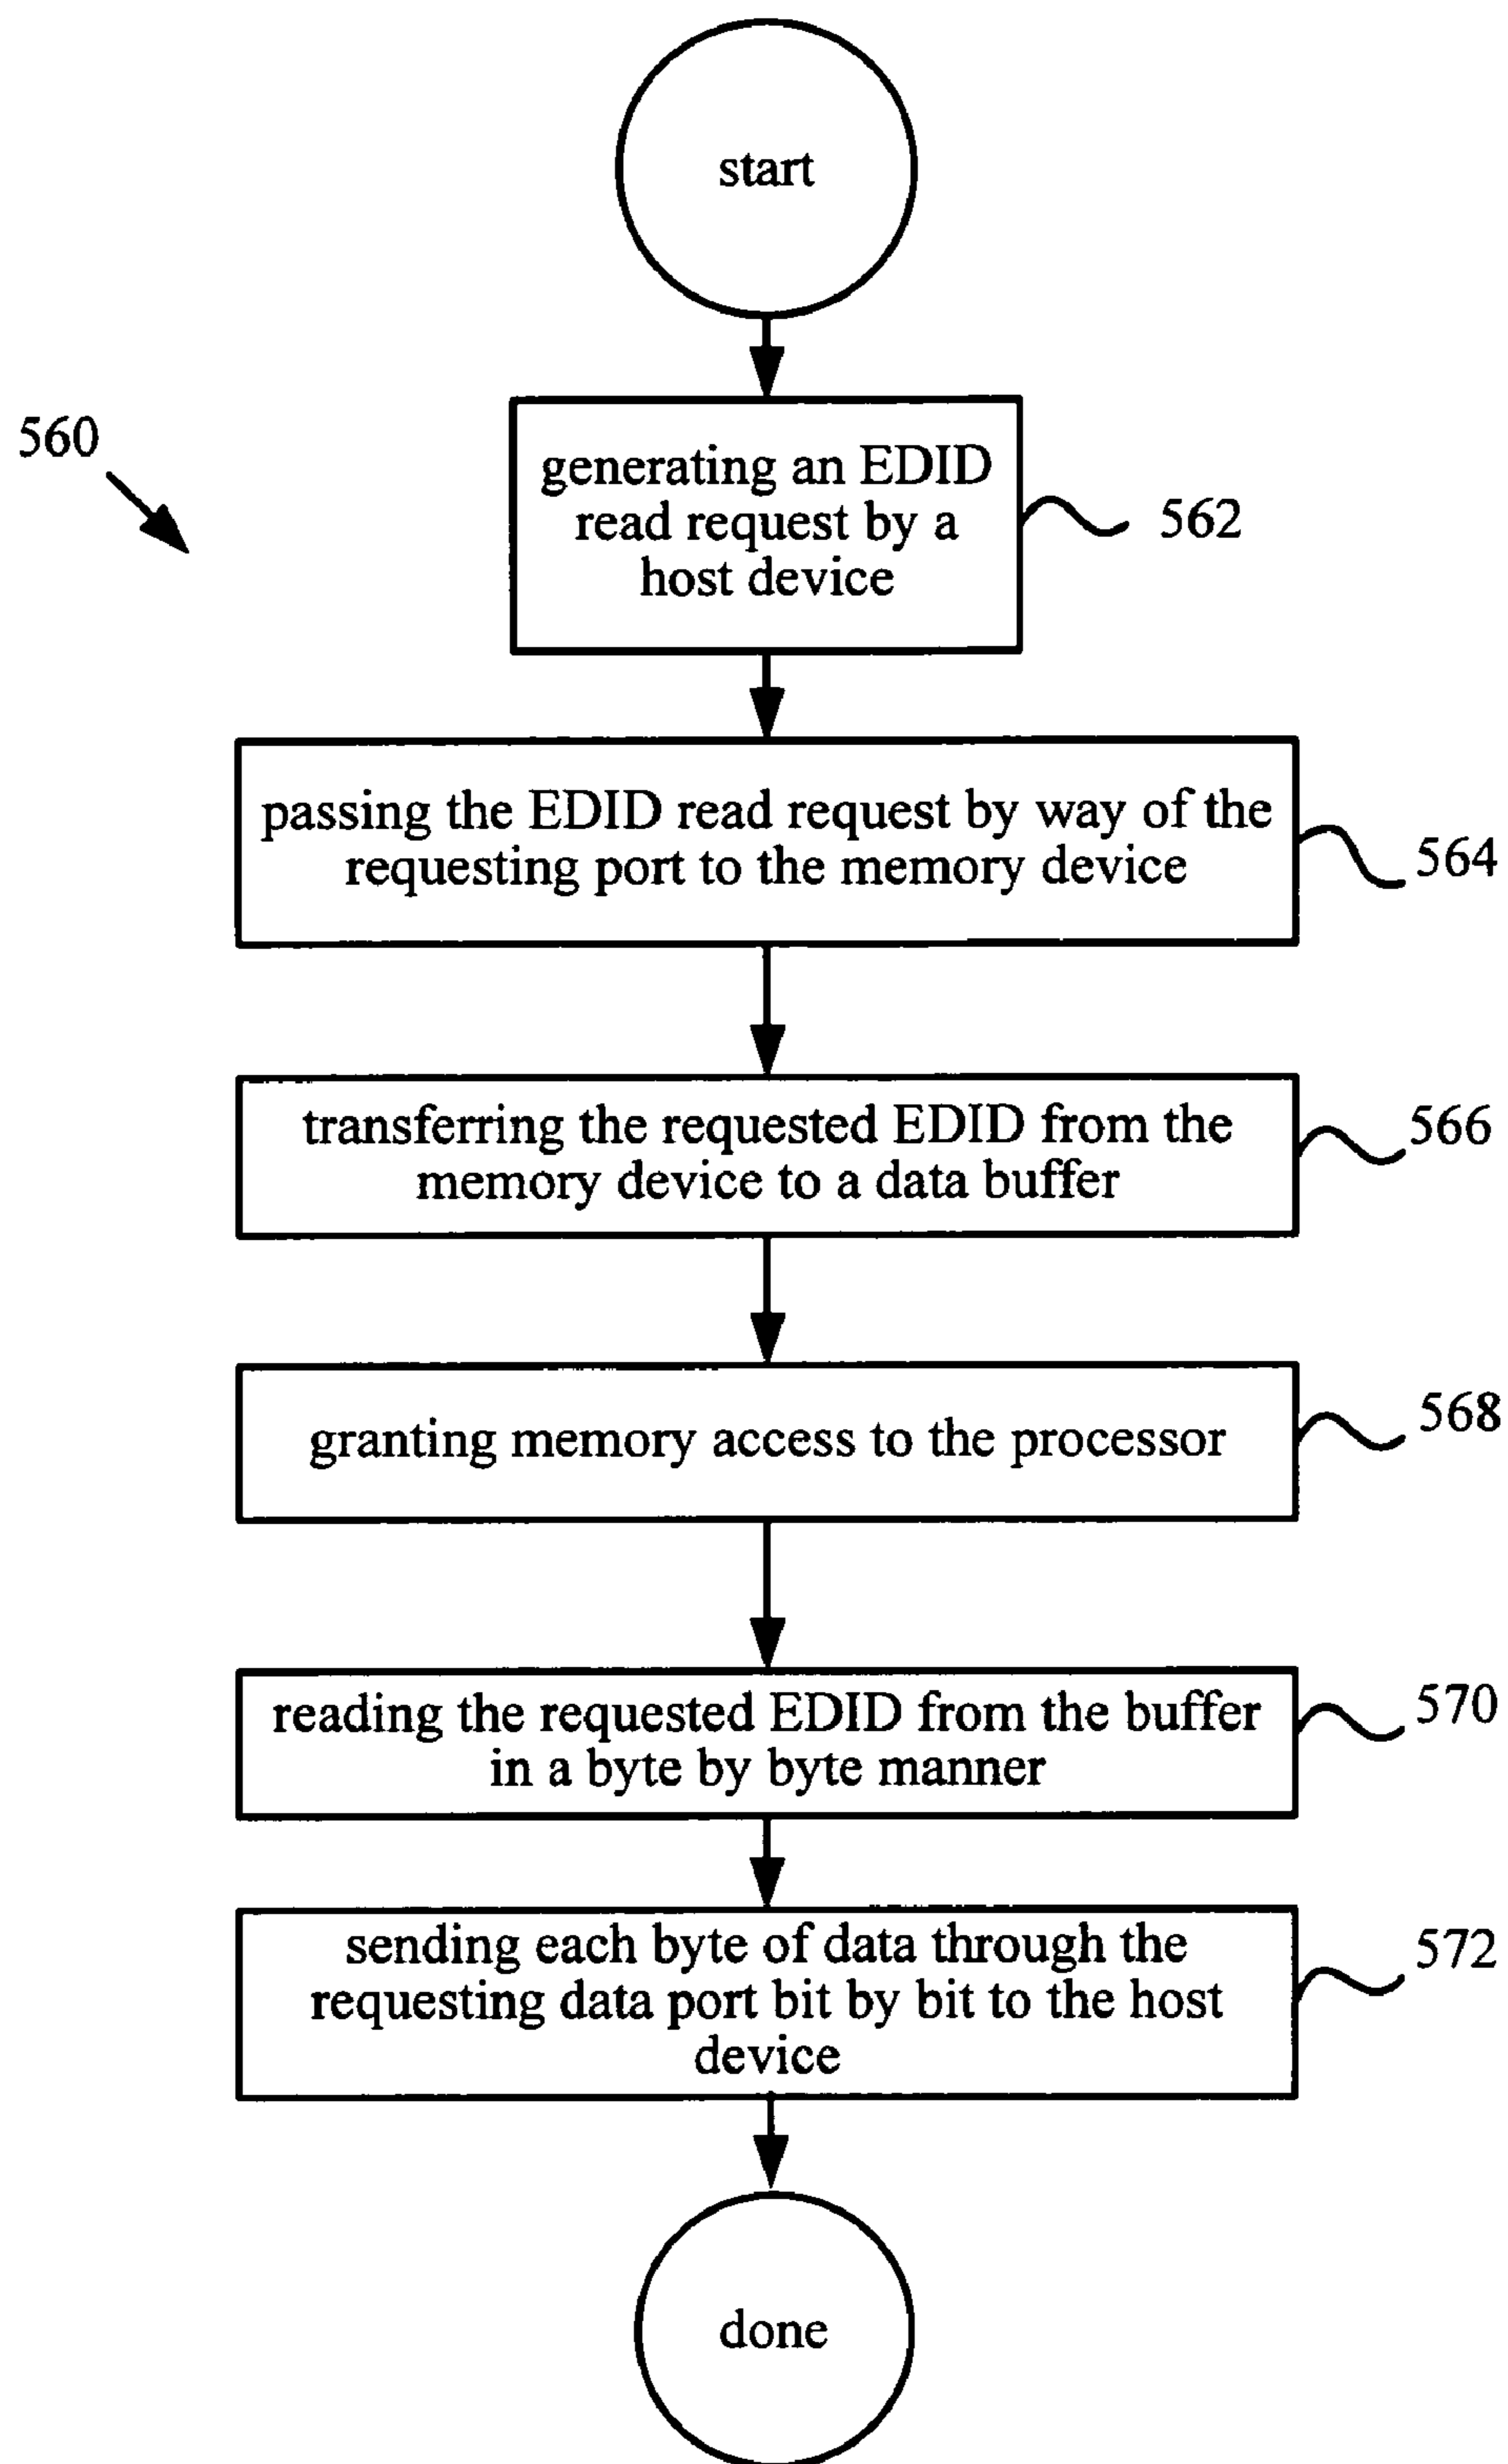 start
560
generating an EDID
read request by a
host device
562
passing the EDID read request by way of the
requesting port to the memory device
564
transferring the requested EDID from the
memory device to a data buffer
566
granting memory access to the processor
568
reading the requested EDID from the buffer
in a byte by byte manner
570
sending each byte of data through the
requesting data port bit by bit to the host
device
572
done